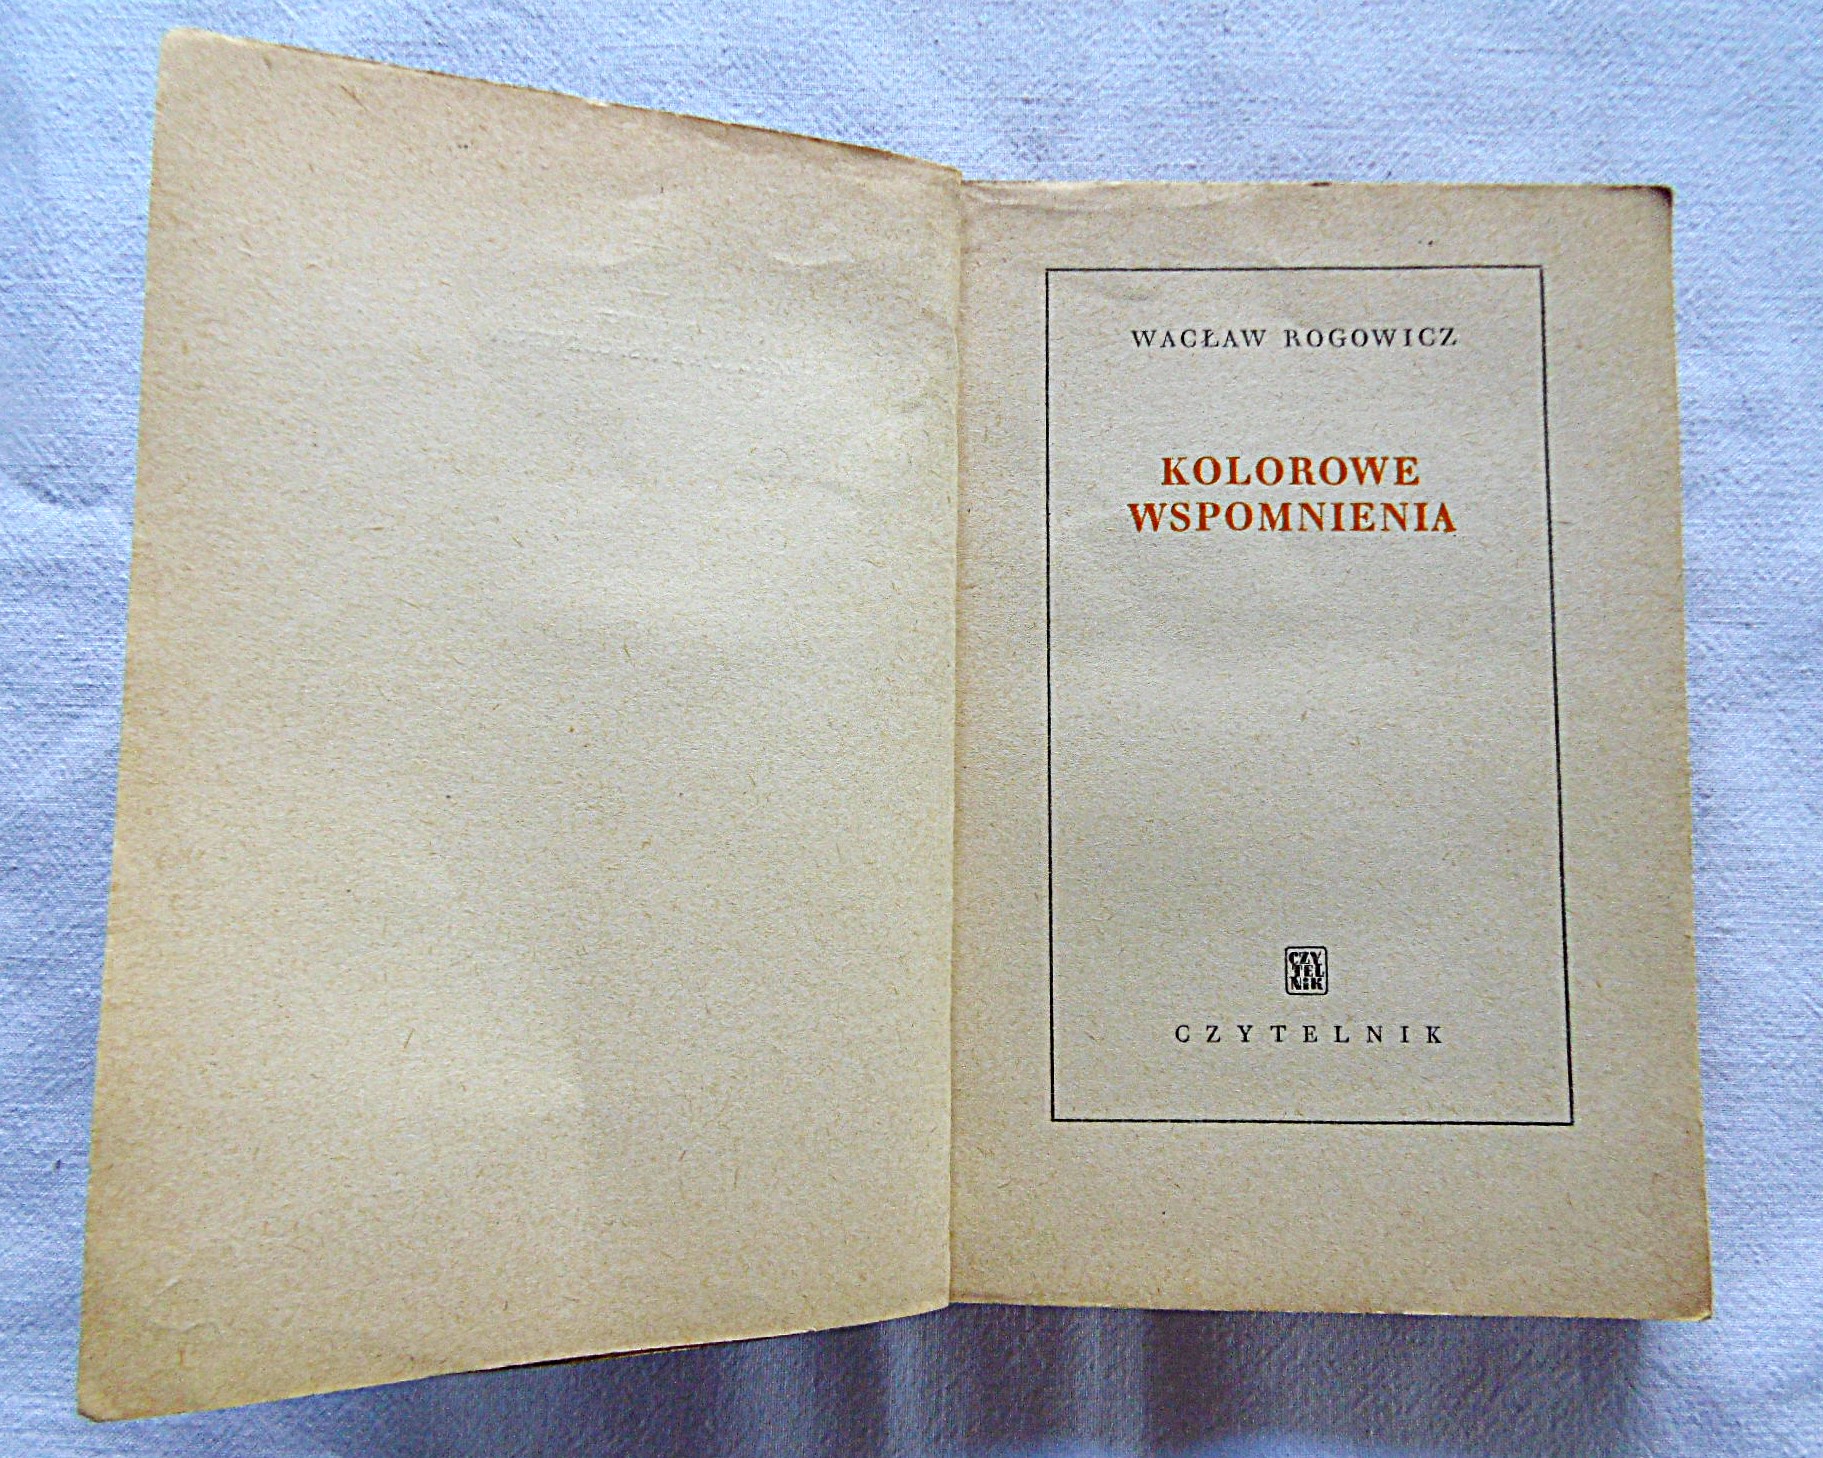 WACŁAW ROGOWICZ
KOLOROWE
WSPOMNIENIA
CZY
TEL
NiK
CZYTELNIK